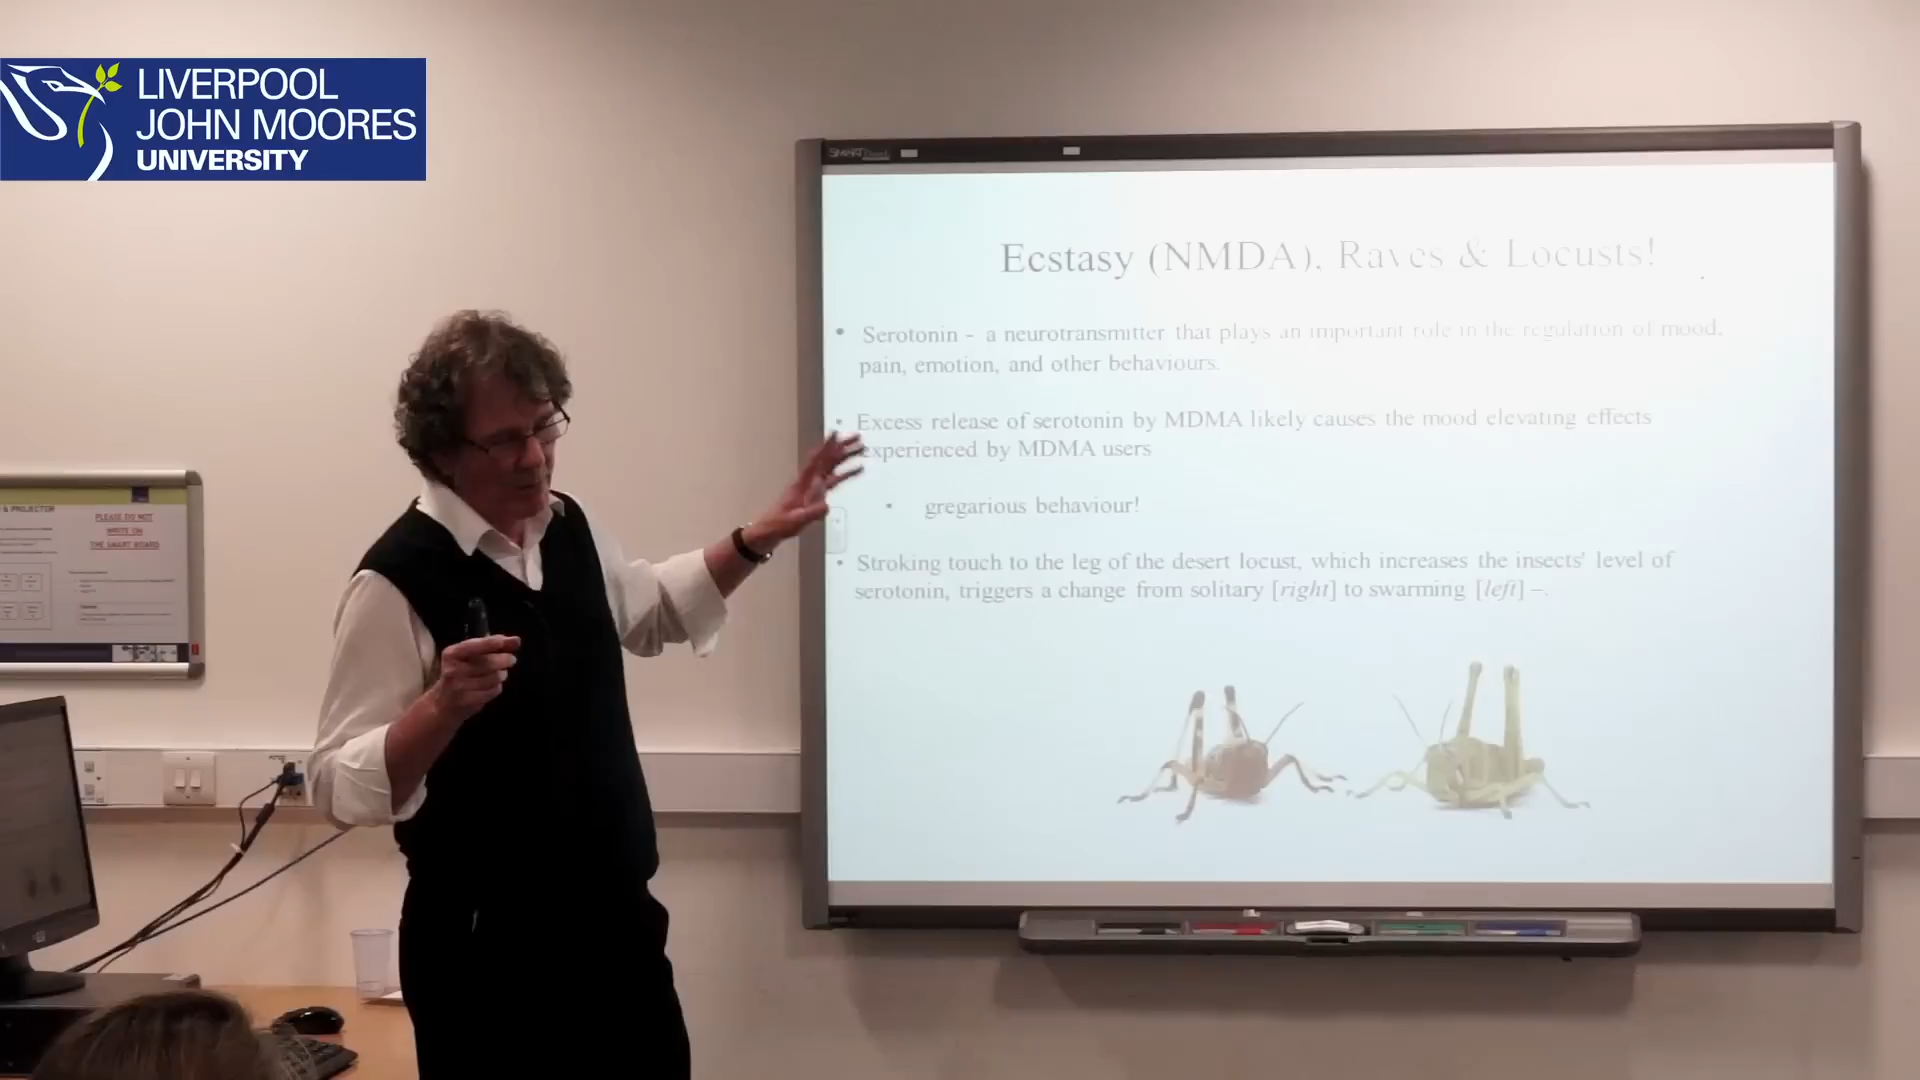 LIVERPOOL
JOHN MOORES
UNIVERSITY
SMART Board
Ecstasy (NMDA), Raves & Locusts!
• Serotonin - a neurotransmitter that plays an important role in the regulation of mood,
pain, emotion, and other behaviours.
• Excess release of serotonin by MDMA likely causes the mood elevating effects
experienced by MDMA users
• gregarious behaviour!
• Stroking touch to the leg of the desert locust, which increases the insects' level of
serotonin, triggers a change from solitary [right] to swarming [left] –.
& PROJECTOR
PLEASE DO NOT
WRITE ON
THE SMART BOARD